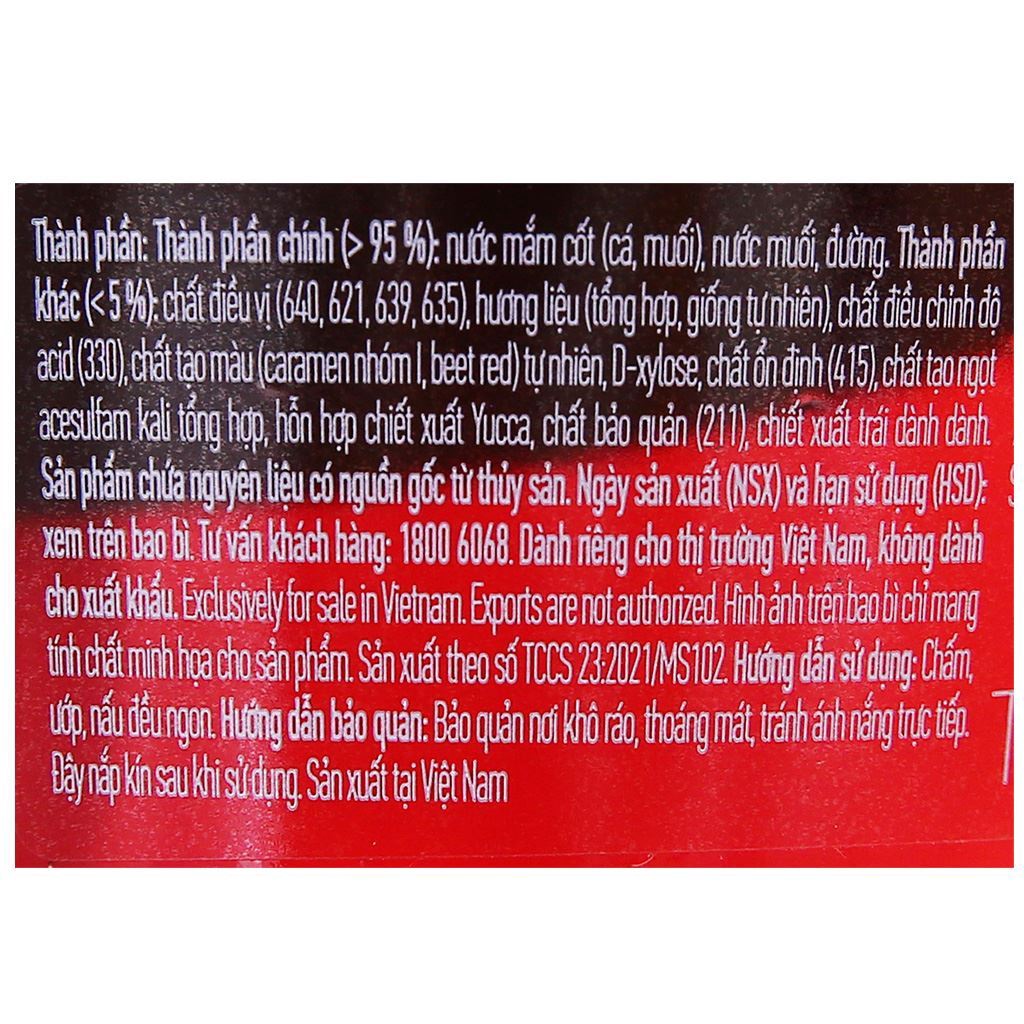 Thành phần: Thành phần chính (> 95 %): nước mắm cốt (cá, muối), nước muối, đường. Thành phần
khác (< 5 %): chất điều vị (640, 621, 639, 635), hương liệu (tổng hợp, giống tự nhiên), chất điều chỉnh độ
acid (330), chất tạo màu (caramen nhóm I, beet red) tự nhiên, D-xylose, chất ổn định (415), chất tạo ngọt
acesulfam kali tổng hợp, hỗn hợp chiết xuất Yucca, chất bảo quản (211), chiết xuất trái dành dành.
Sản phẩm chứa nguyên liệu có nguồn gốc từ thủy sản. Ngày sản xuất (NSX) và hạn sử dụng (HSD):
xem trên bao bì. Tư vấn khách hàng: 1800 6068. Dành riêng cho thị trường Việt Nam, không dành
cho xuất khẩu. Exclusively for sale in Vietnam. Exports are not authorized. Hình ảnh trên bao bì chỉ mang
tính chất minh họa cho sản phẩm. Sản xuất theo số TCCS 23:2021/MS102. Hướng dẫn sử dụng: Chấm,
ướp, nấu đều ngon. Hướng dẫn bảo quản: Bảo quản nơi khô ráo, thoáng mát, tránh ánh nắng trực tiếp.
Đậy nắp kín sau khi sử dụng. Sản xuất tại Việt Nam